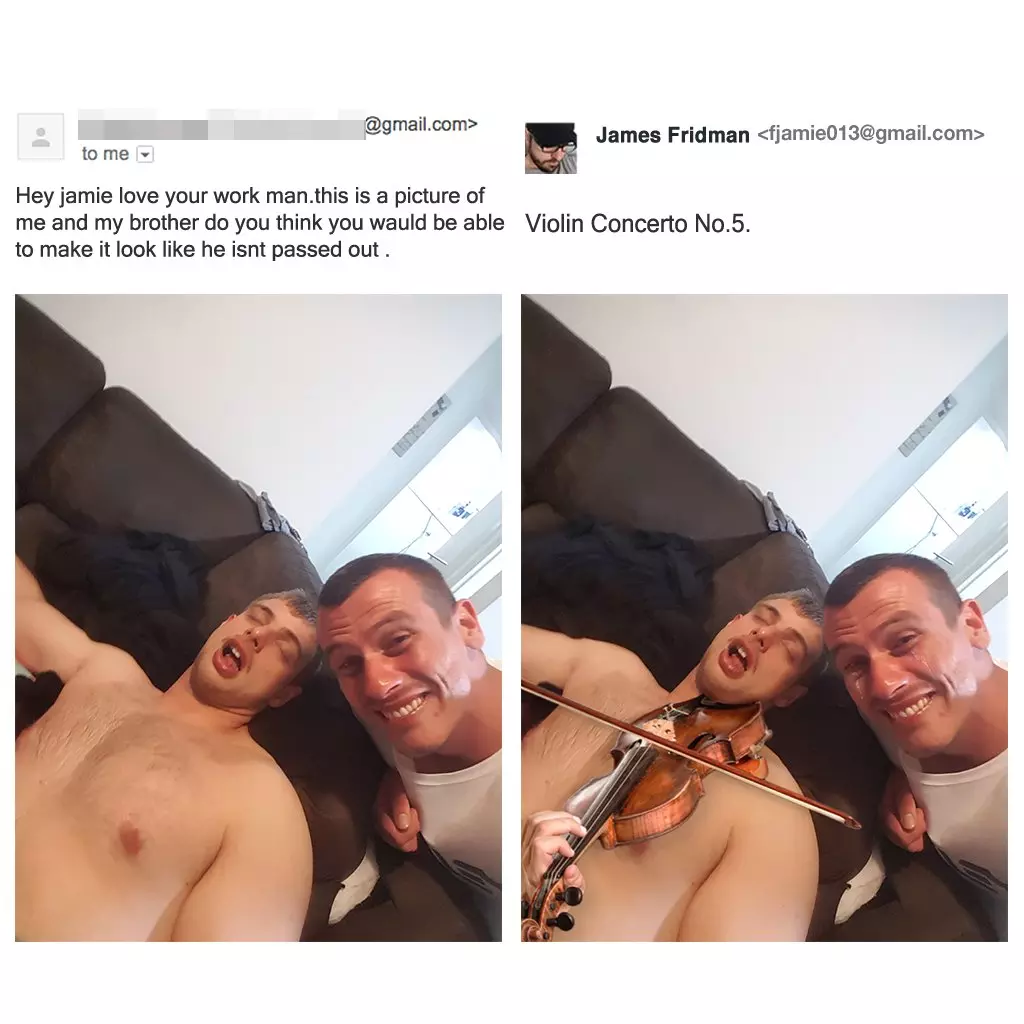 @gmail.com>
to me
Hey jamie love your work man.this is a picture of
me and my brother do you think you wauld be able
to make it look like he isnt passed out .
James Fridman <fjamie013@gmail.com>
Violin Concerto No.5.